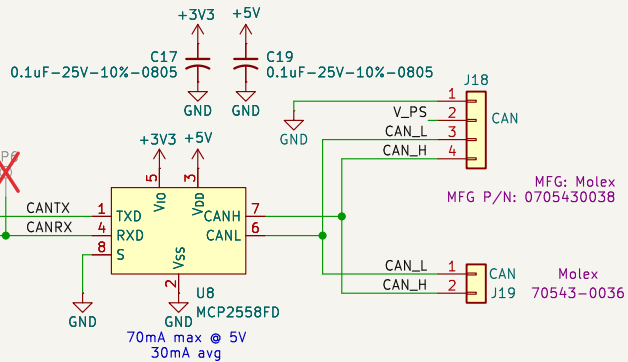 +3V3
+5V
C17
0.1uF-25V-10%-0805
C19
0.1uF-25V-10%-0805
GND
GND
J18
1
V_PS
2
CAN_L
3
CAN_H
4
CAN
GND
MFG: Molex
MFG P/N: 0705430038
+3V3
+5V
5
3
VIO
VDD
CANTX
1
TXD
CANRX
4
RXD
8
S
CANH
7
CANL
6
VSS
2
GND
GND
U8
MCP2558FD
70mA max @ 5V
30mA avg
CAN_L
1
CAN_H
2
CAN
J19
Molex
70543-0036